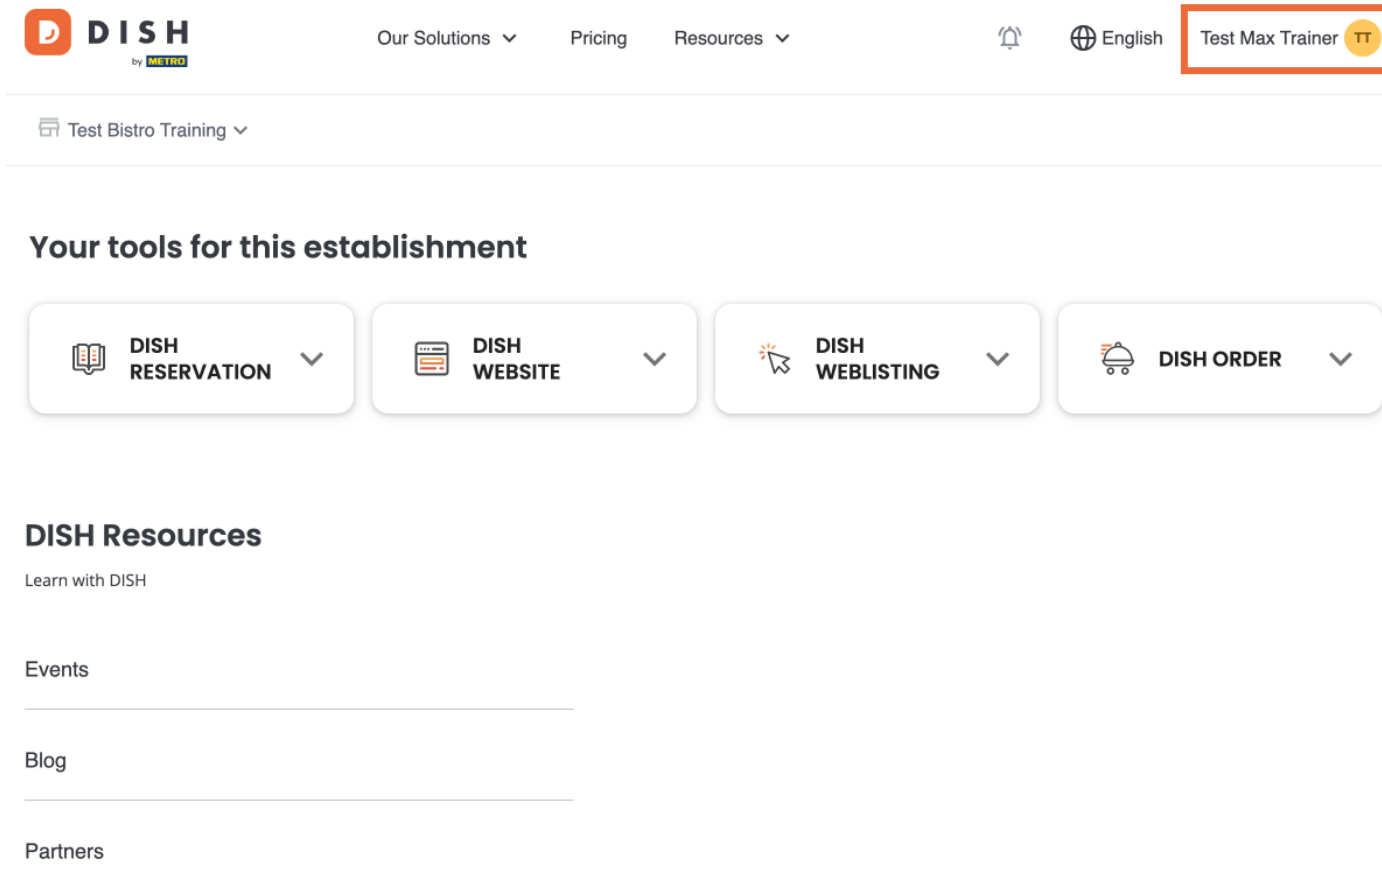 DISH
by METRO
Our Solutions
Pricing
Resources
English
Test Max Trainer
TT
Test Bistro Training
Your tools for this establishment
DISH
RESERVATION
DISH
WEBSITE
DISH
WEBLISTING
DISH ORDER
DISH Resources
Learn with DISH
Events
Blog
Partners